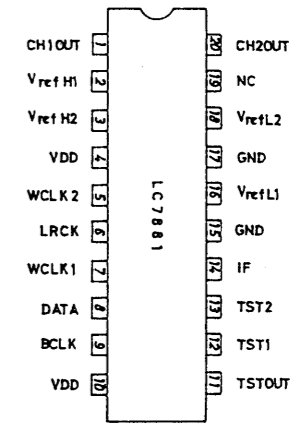 CH1OUT 1 20 CH2OUT
VrefH1 2 19 NC
VrefH2 3 18 VrefL2
VDD 4 17 GND
WCLK2 5 16 VrefL1
LRCK 6 15 GND
WCLK1 7 14 IF
DATA 8 13 TST2
BCLK 9 12 TST1
VDD 10 11 TSTOUT
LC7881